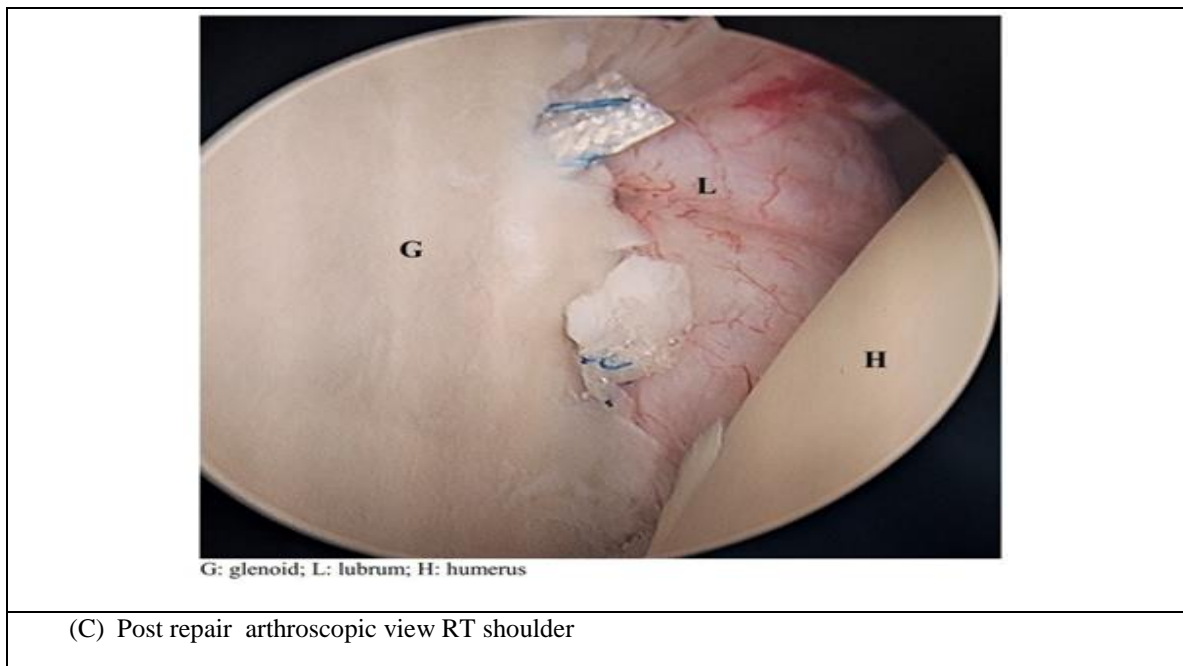 L
G
H
G: glenoid; L: lubrum; H: humerus
(C) Post repair arthroscopic view RT shoulder